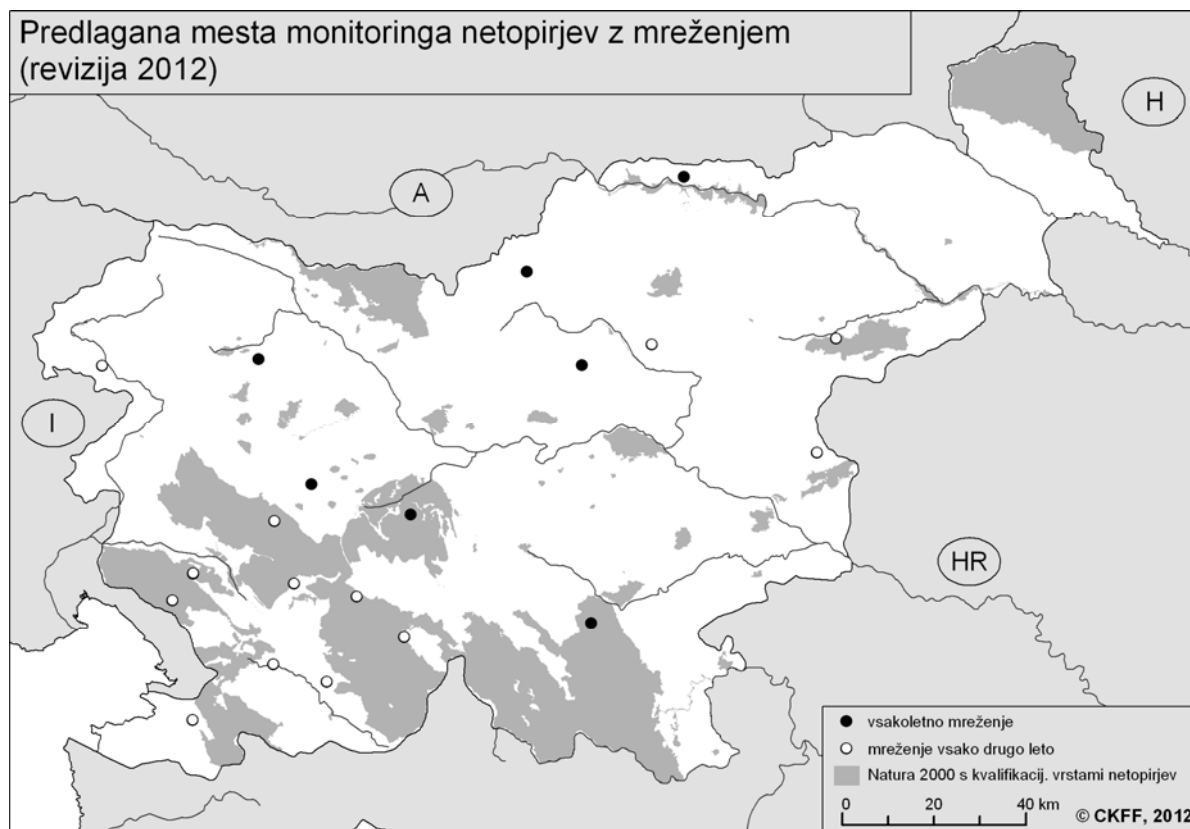 Predlagana mesta monitoringa netopirjev z mreženjem
(revizija 2012)
H
A
I
HR
vsakoletno mreženje
mreženje vsako drugo leto
Natura 2000 s kvalifikacij. vrstami netopirjev
0 20 40 km
© CKFF, 2012